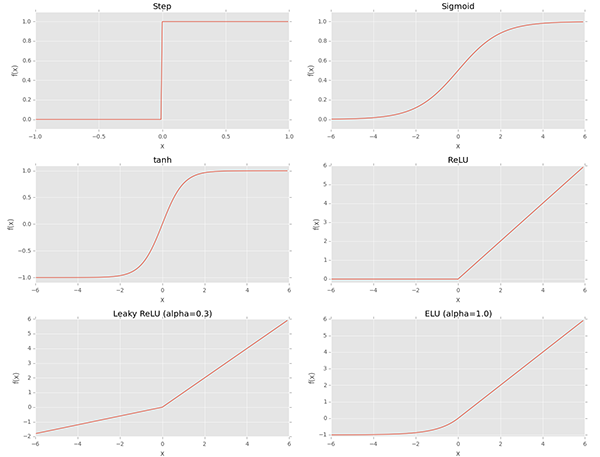 Step
Sigmoid
1.0
0.8
0.6
0.4
0.2
0.0
f(x)
−1.0 −0.5 0.0 0.5 1.0
x
1.0
0.8
0.6
0.4
0.2
0.0
f(x)
−6 −4 −2 0 2 4 6
x
tanh
ReLU
1.0
0.5
0.0
−0.5
−1.0
f(x)
−6 −4 −2 0 2 4 6
x
6
5
4
3
2
1
0
f(x)
−6 −4 −2 0 2 4 6
x
Leaky ReLU (alpha=0.3)
ELU (alpha=1.0)
6
5
4
3
2
1
0
−1
−2
f(x)
−6 −4 −2 0 2 4 6
x
6
5
4
3
2
1
0
−1
f(x)
−6 −4 −2 0 2 4 6
x